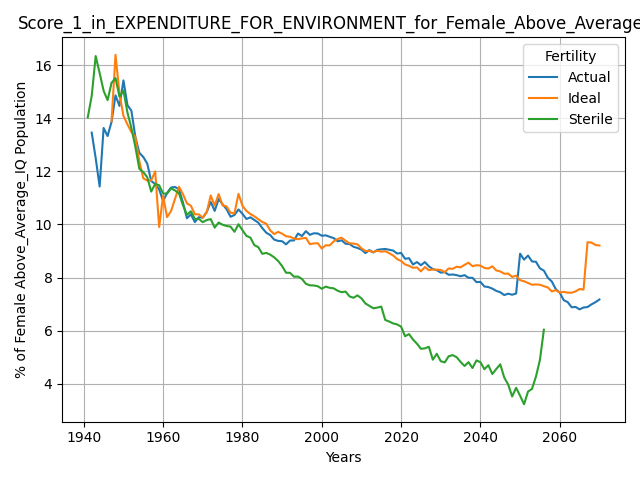 Score_1_in_EXPENDITURE_FOR_ENVIRONMENT_for_Female_Above_Average
% of Female Above_Average_IQ Population
16
14
12
10
8
6
4
Fertility
Actual
Ideal
Sterile
1940 1960 1980 2000 2020 2040 2060
Years